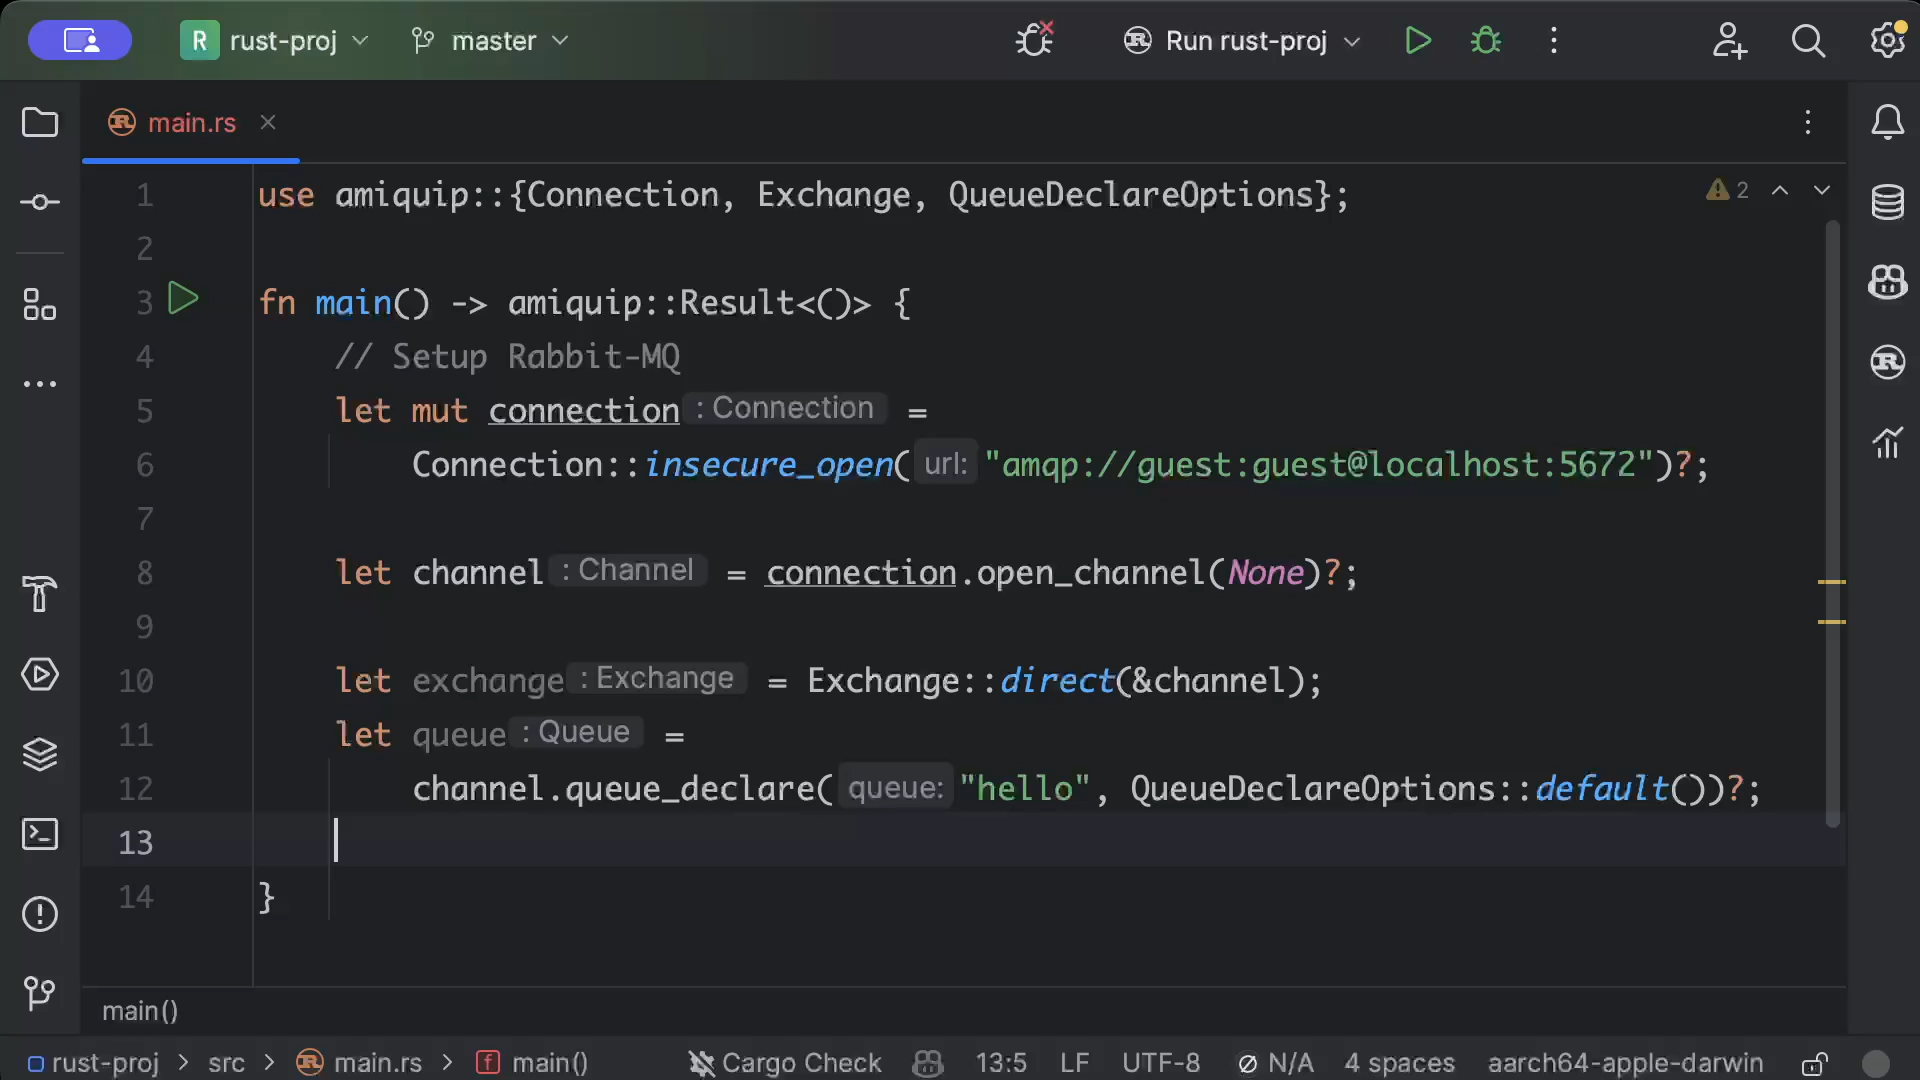 R rust-proj master Run rust-proj
main.rs
2
1 use amiquip::{Connection, Exchange, QueueDeclareOptions};
2
3 fn main() -> amiquip::Result<()> {
4 // Setup Rabbit-MQ
5 let mut connection : Connection =
6 Connection::insecure_open( url: "amqp://guest:guest@localhost:5672")?;
7
8 let channel : Channel = connection.open_channel(None)?;
9
10 let exchange : Exchange = Exchange::direct(&channel);
11 let queue : Queue =
12 channel.queue_declare( queue: "hello", QueueDeclareOptions::default())?;
13
14 }
main()
rust-proj > src > main.rs > f main() Cargo Check 13:5 LF UTF-8 N/A 4 spaces aarch64-apple-darwin